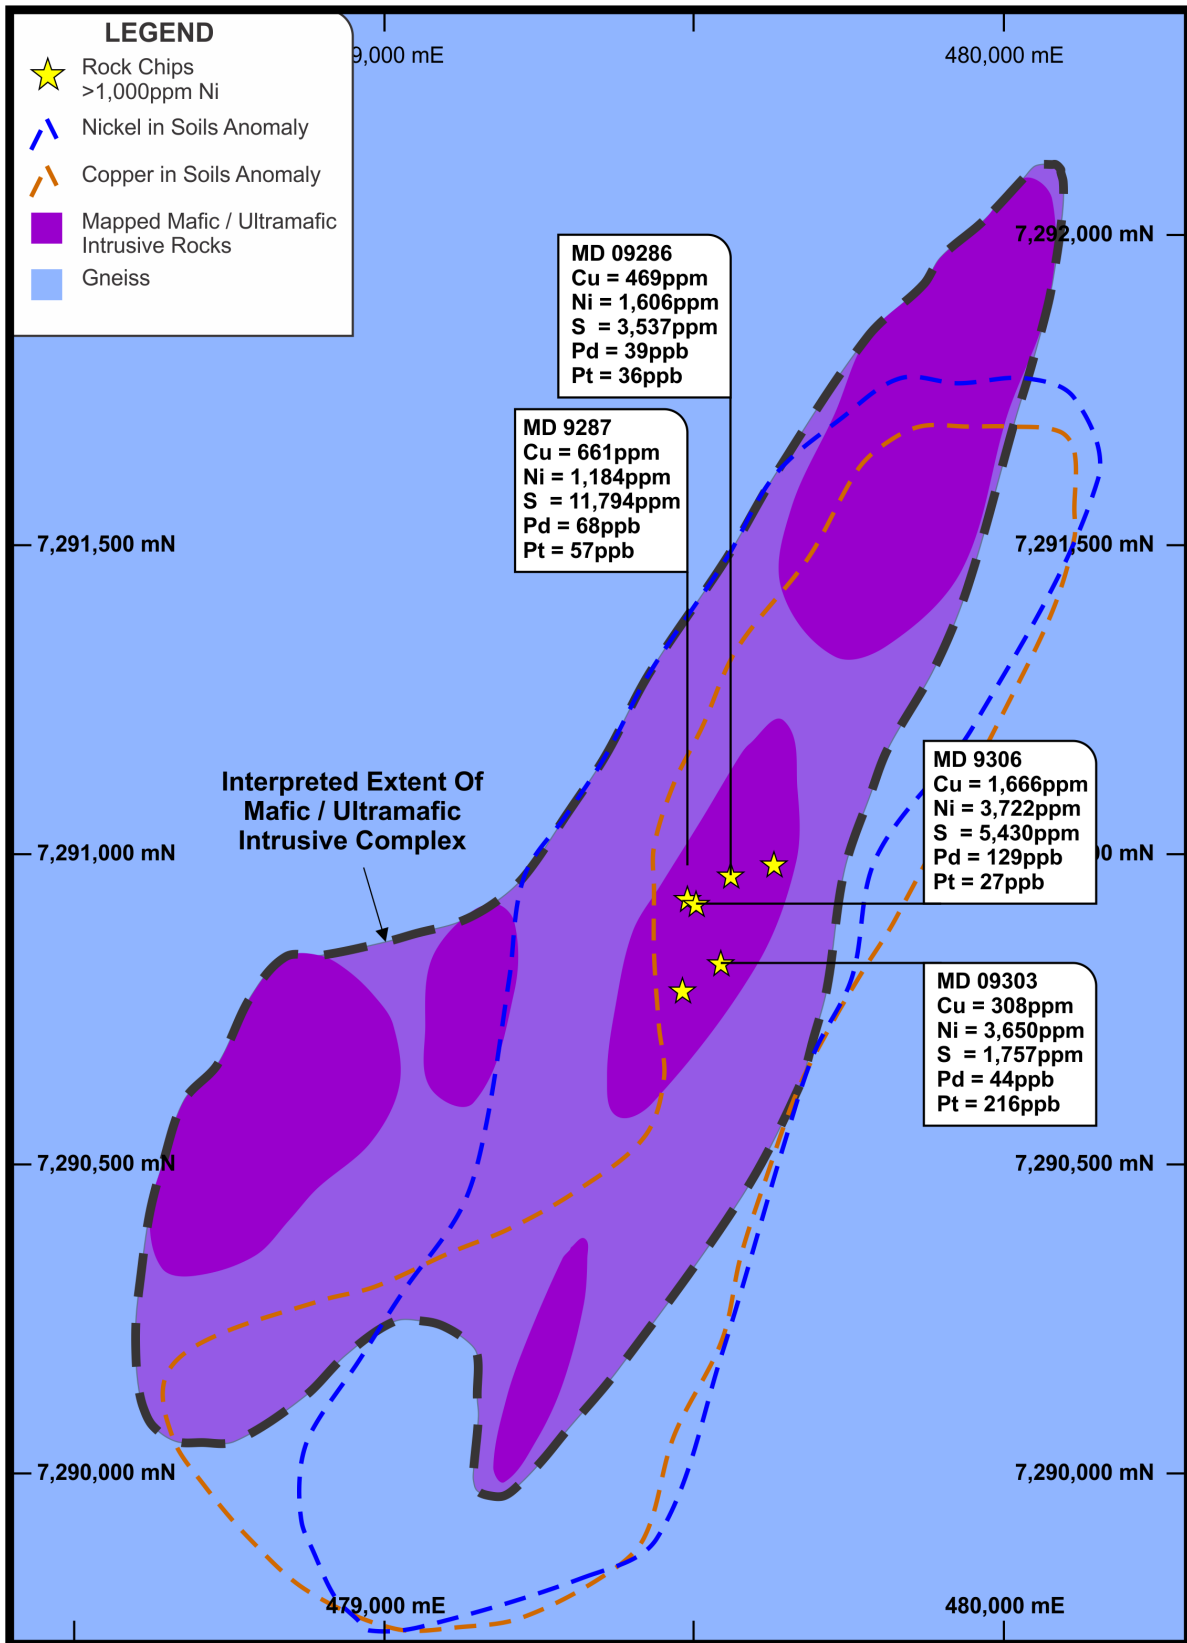 LEGEND
Rock Chips
>1,000ppm Ni
Nickel in Soils Anomaly
Copper in Soils Anomaly
Mapped Mafic / Ultramafic
Intrusive Rocks
Gneiss
9,000 mE
480,000 mE
7,292,000 mN
MD 09286
Cu = 469ppm
Ni = 1,606ppm
S = 3,537ppm
Pd = 39ppb
Pt = 36ppb
MD 9287
Cu = 661ppm
Ni = 1,184ppm
S = 11,794ppm
Pd = 68ppb
Pt = 57ppb
7,291,500 mN
7,291,500 mN
Interpreted Extent Of
Mafic / Ultramafic
Intrusive Complex
MD 9306
Cu = 1,666ppm
Ni = 3,722ppm
S = 5,430ppm
Pd = 129ppb
Pt = 27ppb
7,291,000 mN
00 mN
MD 09303
Cu = 308ppm
Ni = 3,650ppm
S = 1,757ppm
Pd = 44ppb
Pt = 216ppb
7,290,500 mN
7,290,500 mN
7,290,000 mN
7,290,000 mN
479,000 mE
480,000 mE